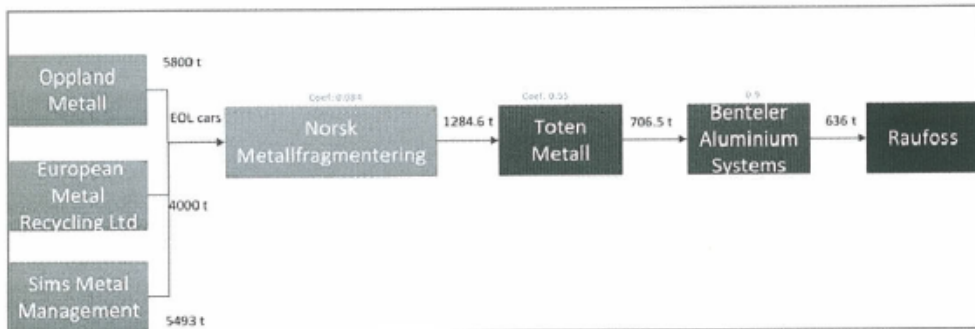 5800 t
Oppland
Metall
EOL cars
European
Metal
Recycling Ltd
4000 t
Sims Metal
Management
5493 t
Coef. 0.084
Norsk
Metallfragmentering
1284.6 t
Coef. 0.55
Toten
Metall
706.5 t
0.9
Benteler
Aluminium
Systems
636 t
Raufoss